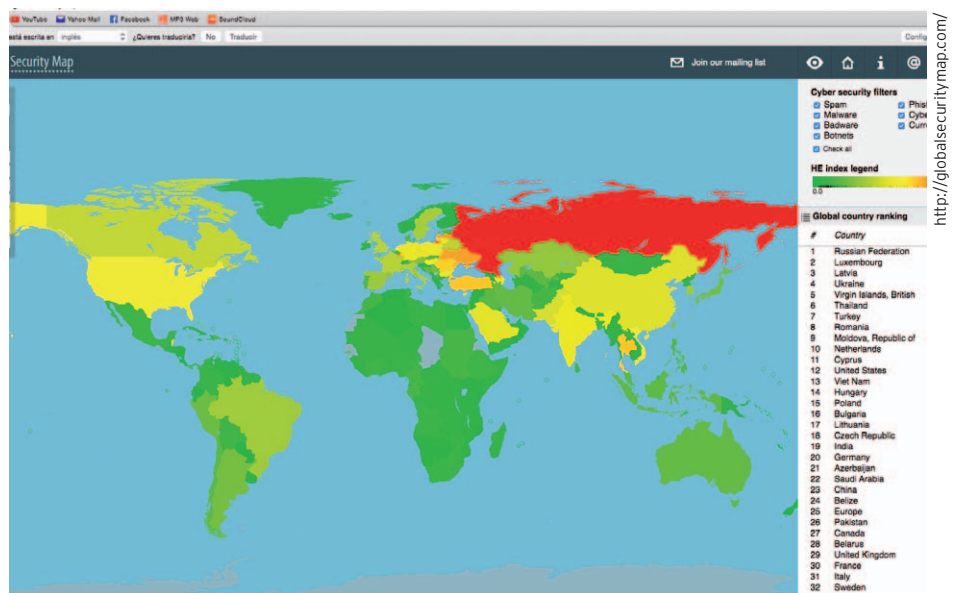 YouTube Yahoo Mail Facebook MP3 Web SoundCloud
está escrita en inglés ¿Quieres traducirla? No Traducir Config
Security Map Join our mailing list
Cyber security filters
Spam Phis
Malware Cybe
Badware Curr
Botnets
Check all
HE index legend
0.0
Global country ranking
# Country
1 Russian Federation
2 Luxembourg
3 Latvia
4 Ukraine
5 Virgin Islands, British
6 Thailand
7 Turkey
8 Romania
9 Moldova, Republic of
10 Netherlands
11 Cyprus
12 United States
13 Viet Nam
14 Hungary
15 Poland
16 Bulgaria
17 Lithuania
18 Czech Republic
19 India
20 Germany
21 Azerbaijan
22 Saudi Arabia
23 China
24 Belize
25 Europe
26 Pakistan
27 Canada
28 Belarus
29 United Kingdom
30 France
31 Italy
32 Sweden
http://globalsecuritymap.com/